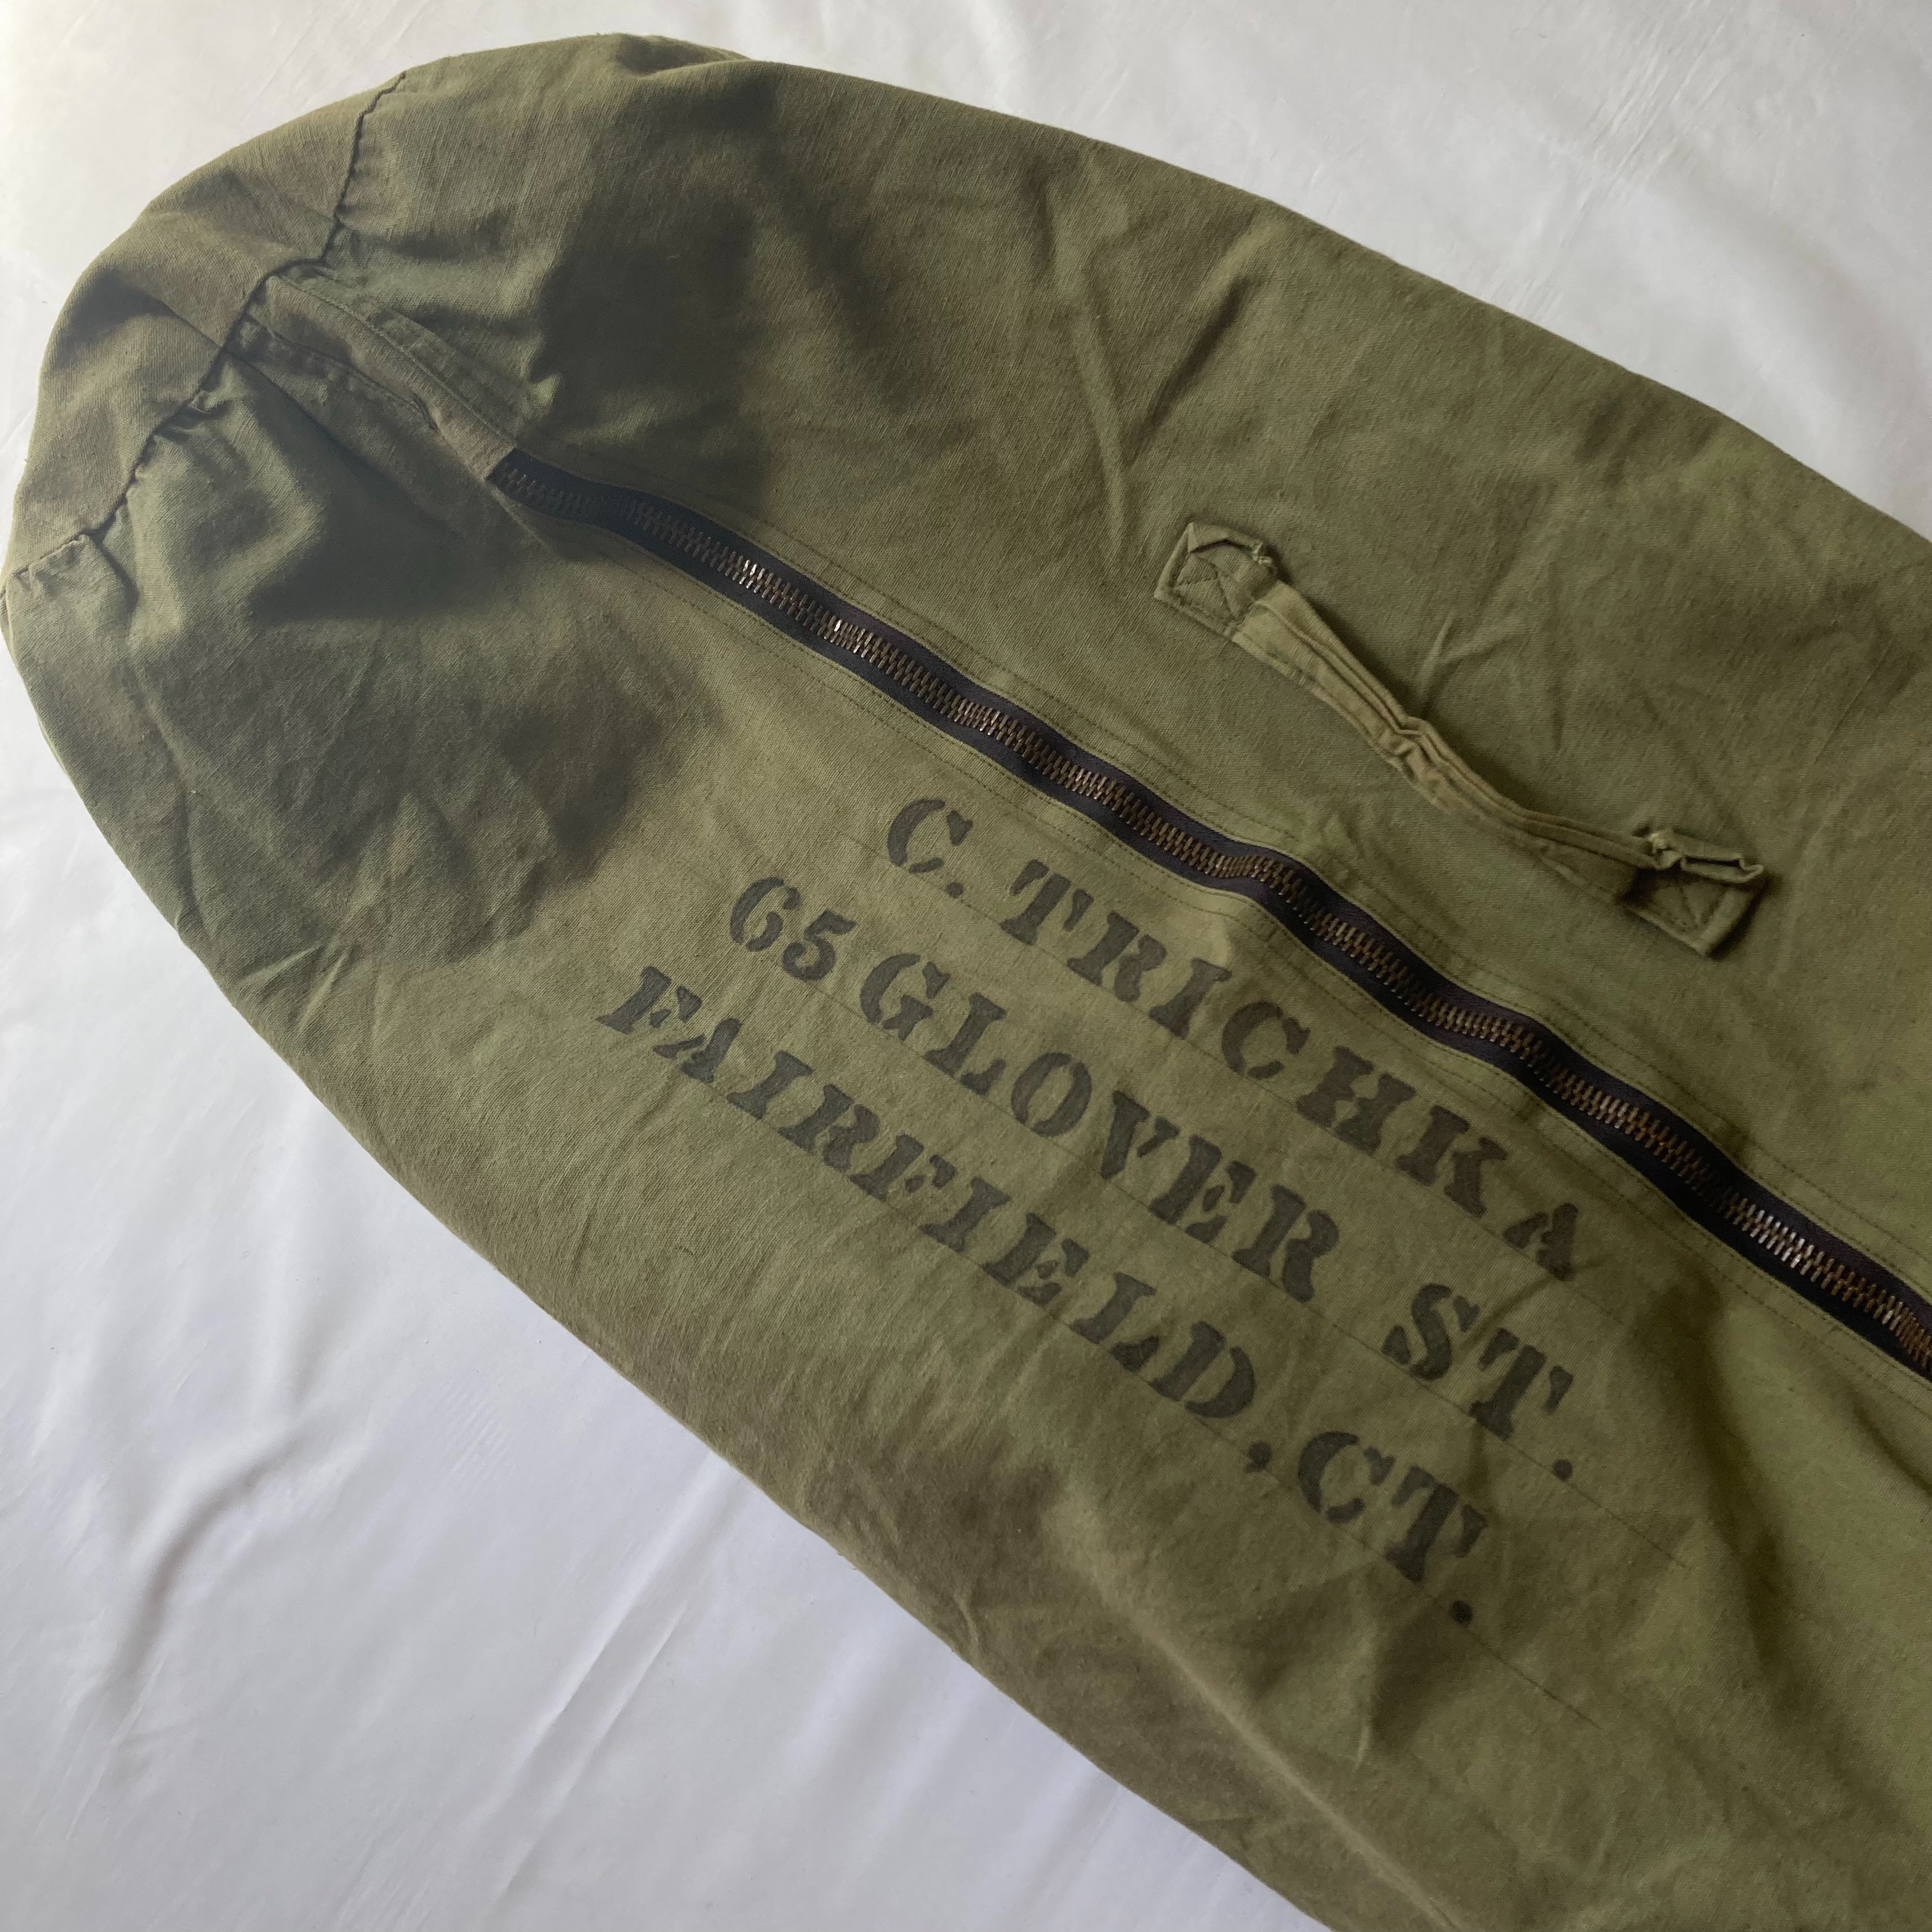 C. TRICHKA
65 GLOVER ST.
FAIRFIELD, CT.